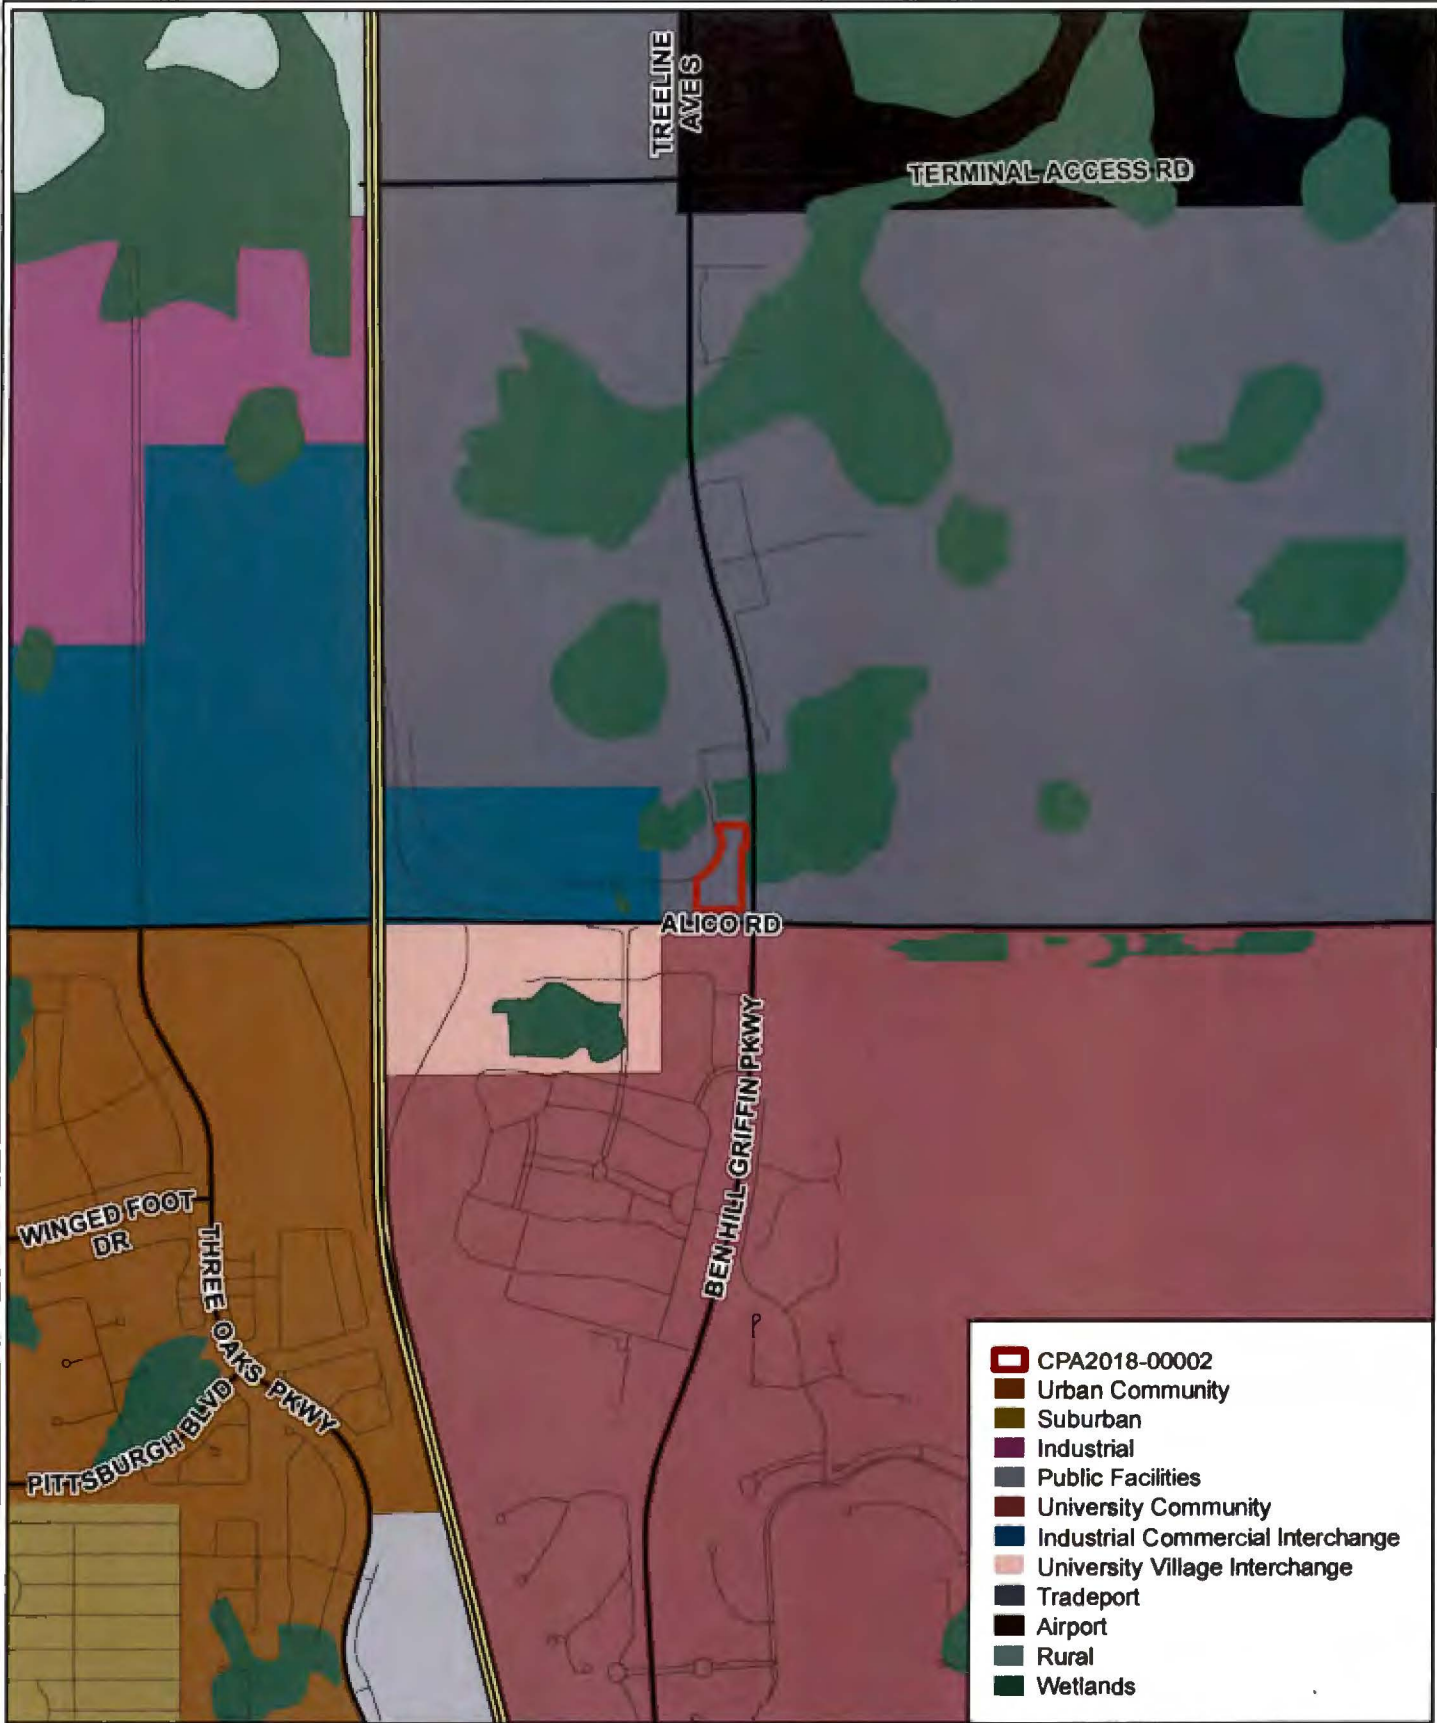 TREELINE
AVE S
TERMINAL ACCESS RD
ALICO RD
BEN HILL GRIFFIN PKWY
WINGED FOOT
DR
THREE OAKS PKWY
PITTSBURGH BLVD
CPA2018-00002
Urban Community
Suburban
Industrial
Public Facilities
University Community
Industrial Commercial Interchange
University Village Interchange
Tradeport
Airport
Rural
Wetlands